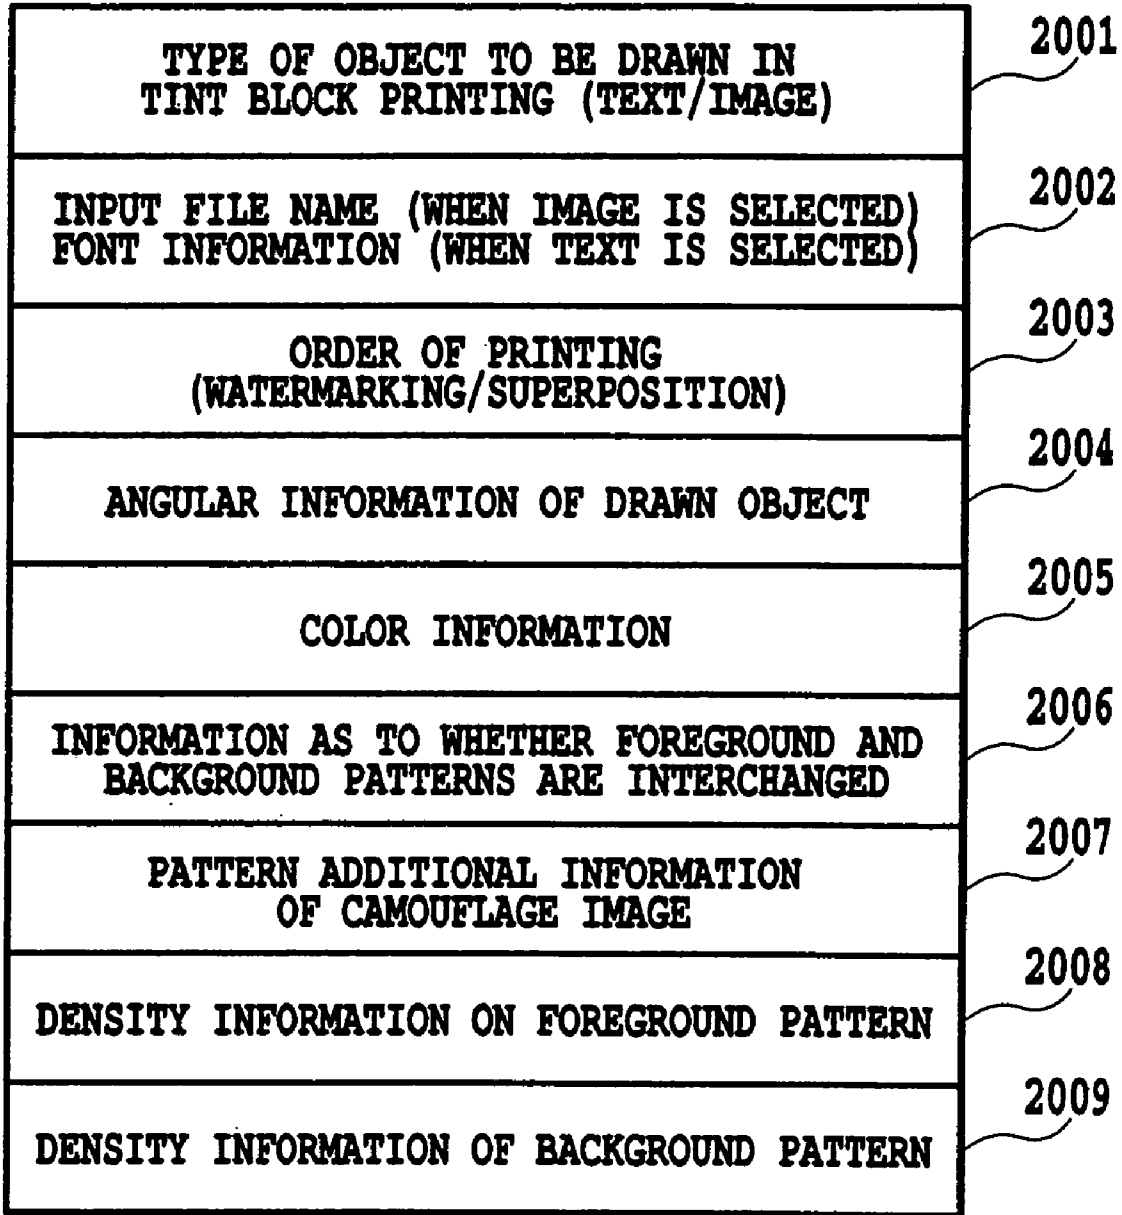 TYPE OF OBJECT TO BE DRAWN IN
TINT BLOCK PRINTING (TEXT/IMAGE)
2001
INPUT FILE NAME (WHEN IMAGE IS SELECTED)
FONT INFORMATION (WHEN TEXT IS SELECTED)
2002
ORDER OF PRINTING
(WATERMARKING/SUPERPOSITION)
2003
ANGULAR INFORMATION OF DRAWN OBJECT
2004
COLOR INFORMATION
2005
INFORMATION AS TO WHETHER FOREGROUND AND
BACKGROUND PATTERNS ARE INTERCHANGED
2006
PATTERN ADDITIONAL INFORMATION
OF CAMOUFLAGE IMAGE
2007
DENSITY INFORMATION ON FOREGROUND PATTERN
2008
DENSITY INFORMATION OF BACKGROUND PATTERN
2009